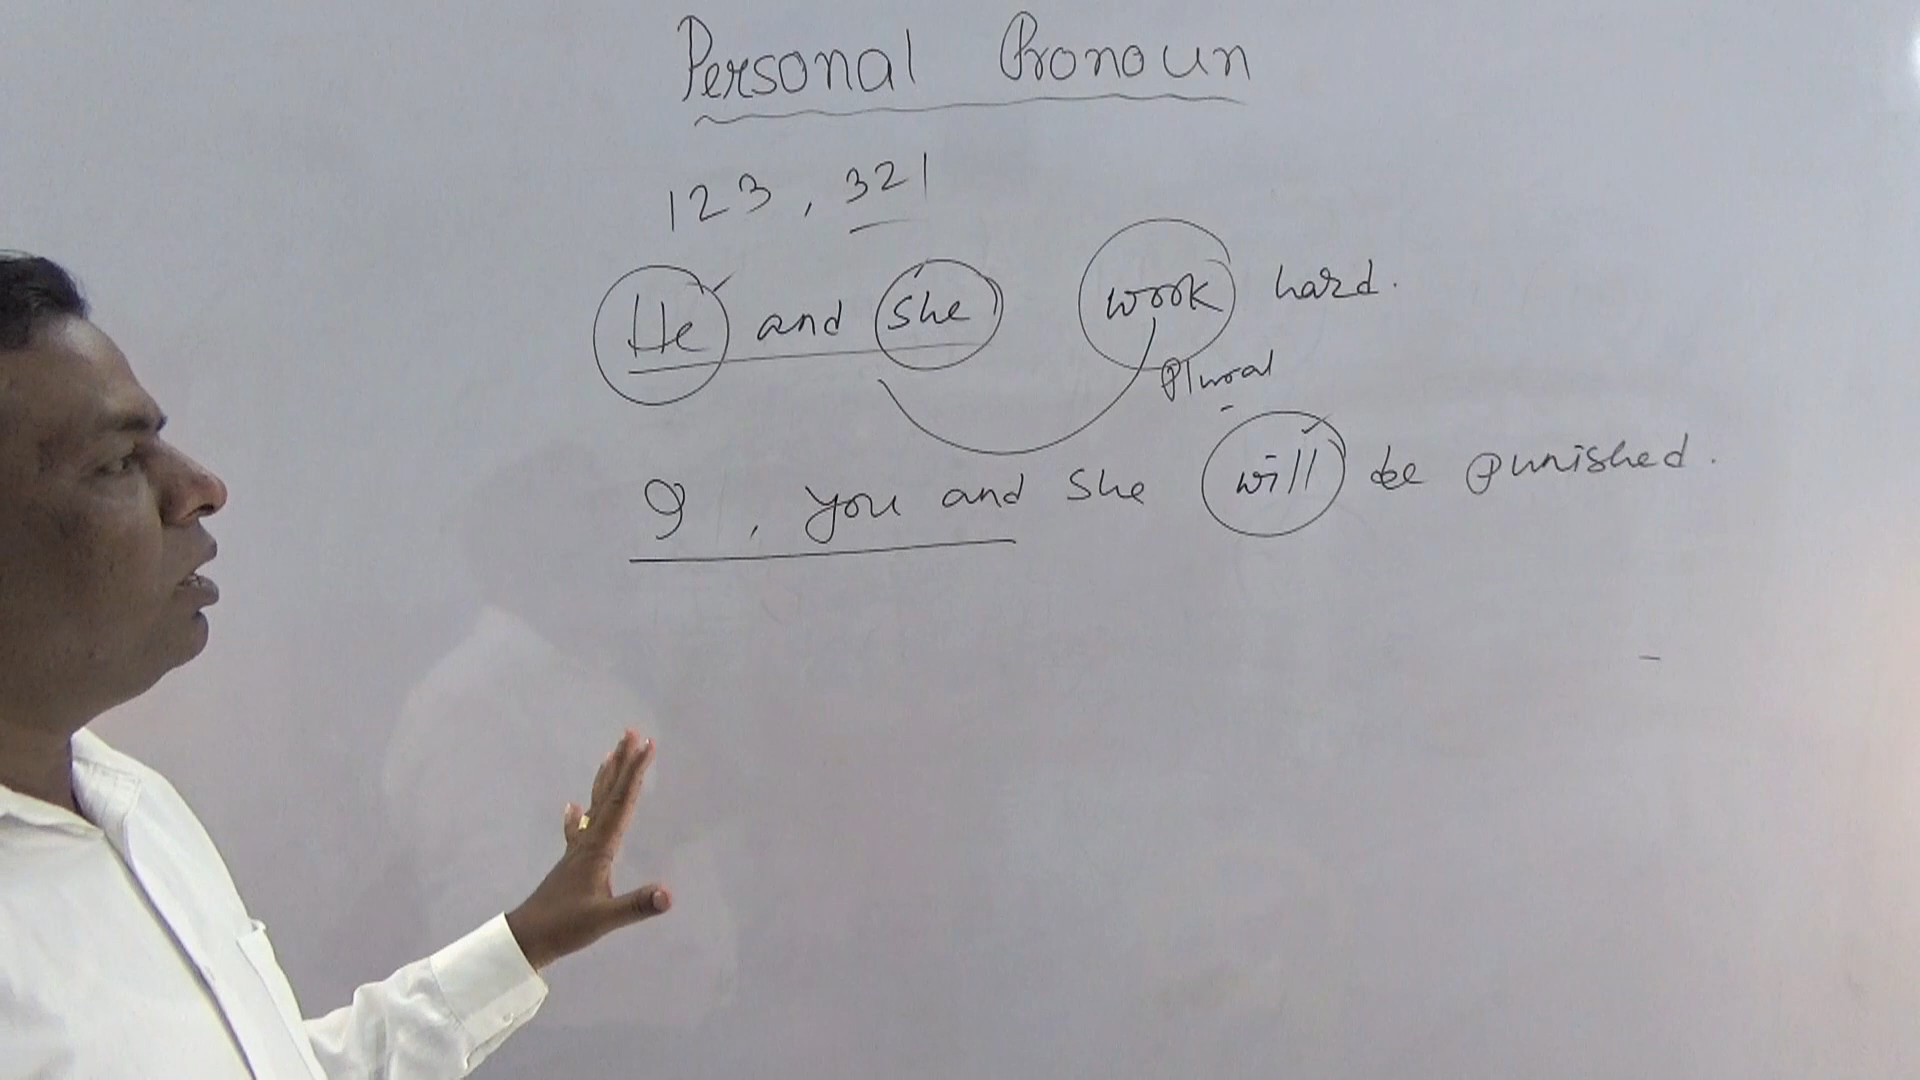 Personal Pronoun
123, 321
He and she work hard.
Plural
I, you and she will be punished.